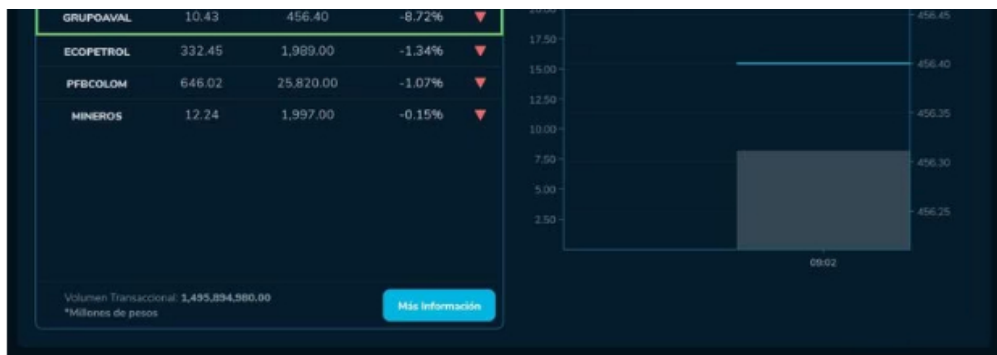 GRUPOAVAL 10.43 456.40 -8.72% ▼
ECOPETROL 332.45 1,989.00 -1.34% ▼
PFBCOLOM 646.02 25,820.00 -1.07% ▼
MINEROS 12.24 1,997.00 -0.15% ▼
Volumen Transaccional: 1,495,894,980.00
*Millones de pesos
Más Información
20.00
17.50
15.00
12.50
10.00
7.50
5.00
2.50
456.45
456.40
456.35
456.30
456.25
09:02